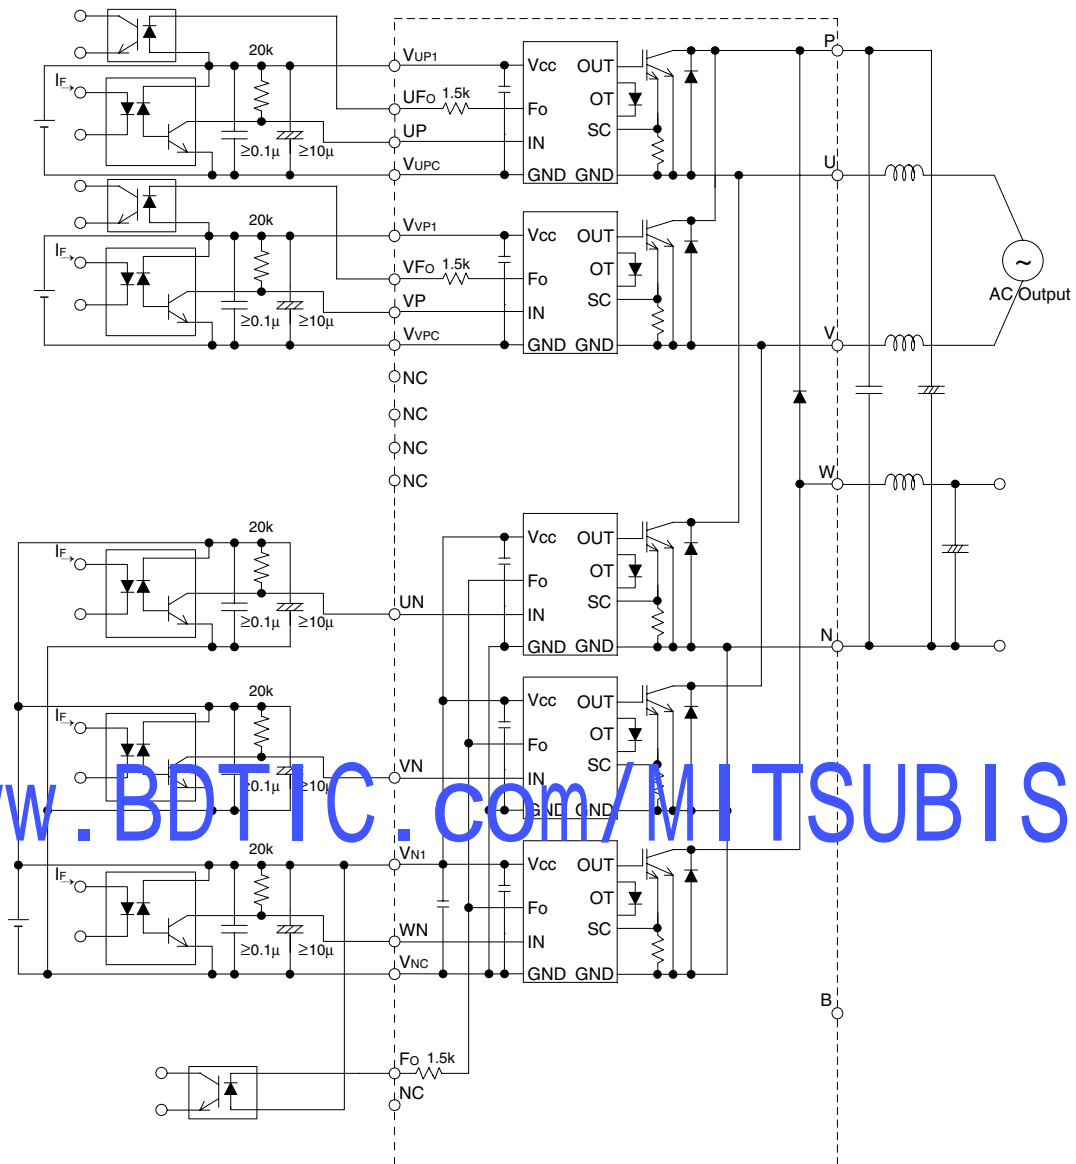 20k
VUP1
Vcc
OUT
P
IF
UFO 1.5k
Fo
OT
UP
IN
SC
≥0.1µ
≥10µ
VUPC
GND GND
U
20k
VVP1
Vcc
OUT
IF
VFO 1.5k
Fo
OT
~
AC Output
VP
IN
SC
≥0.1µ
≥10µ
VVPC
GND GND
V
NC
NC
NC
NC
W
20k
Vcc
OUT
IF
Fo
OT
UN
IN
SC
≥0.1µ
≥10µ
GND GND
N
20k
Vcc
OUT
IF
Fo
OT
VN
IN
SC
≥0.1µ
≥10µ
GND GND
w.BDTIC.com/MITSUBIS
20k
VN1
Vcc
OUT
IF
Fo
OT
WN
IN
SC
≥0.1µ
≥10µ
VNC
GND GND
B
FO 1.5k
NC